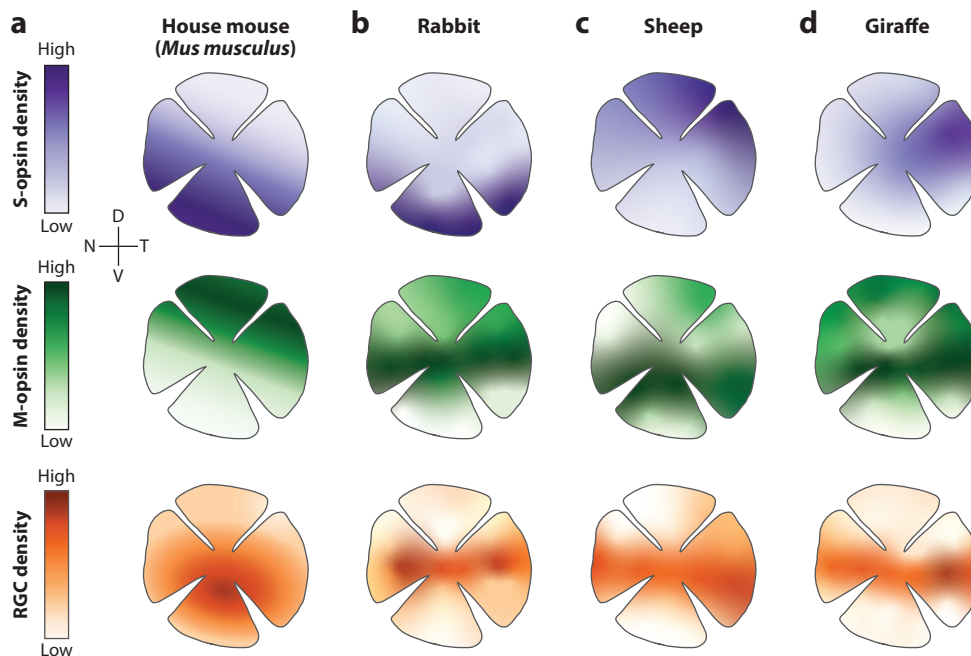 a
House mouse
(Mus musculus)
b
Rabbit
c
Sheep
d
Giraffe
High
S-opsin density
Low
D
N
T
V
High
M-opsin density
Low
High
RGC density
Low